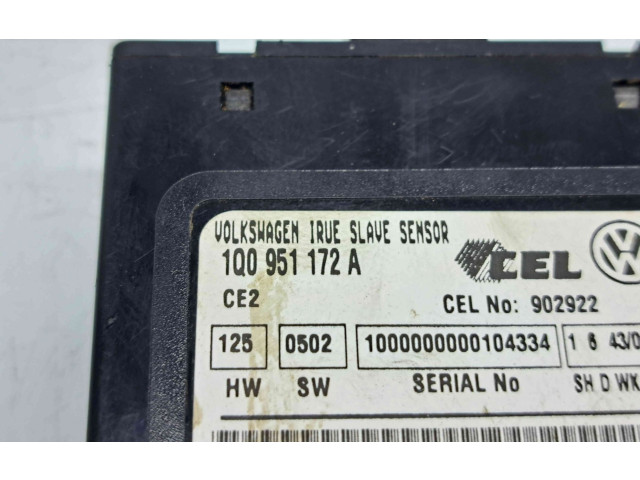 VOLKSWAGEN IRUE SLAVE SENSOR
1Q0 951 172 A
CEL
CE2
CEL No: 902922
125 0502 1000000000104334 1 6 43/0
HW SW SERIAL No SH D WK